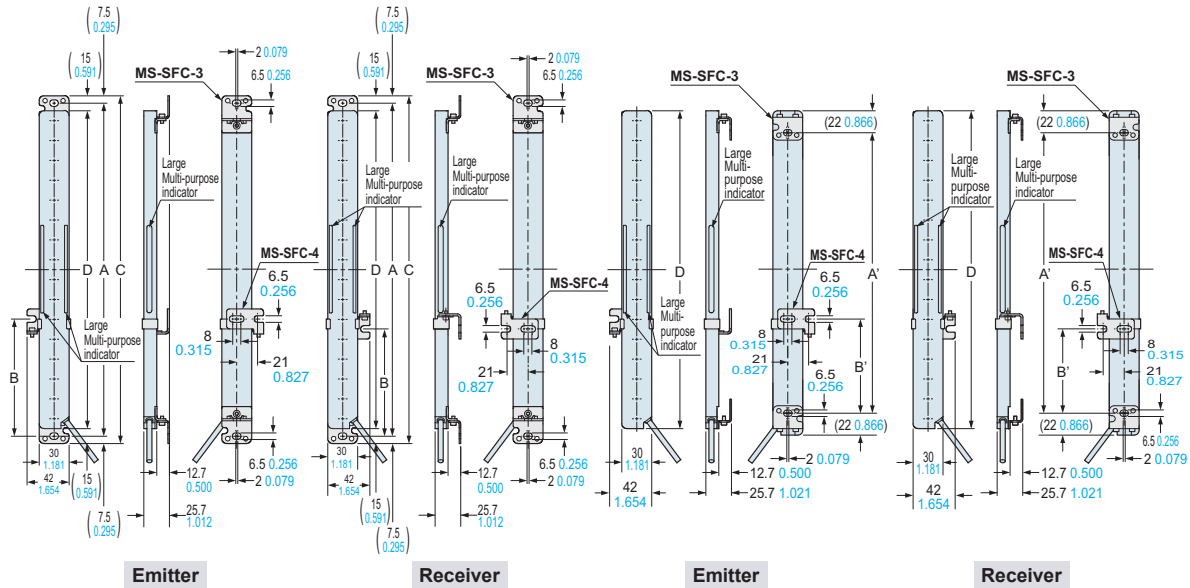 7.5
0.295
15
0.591
MS-SFC-3
2 0.079
6.5 0.256
Large
Multi-purpose
indicator
D
A
C
B
Large
Multi-purpose
indicator
MS-SFC-4
6.5
0.256
8
0.315
21
0.827
30
1.181
42
1.654
15
0.591
7.5
0.295
12.7
0.500
25.7
1.012
6.5 0.256
2 0.079
Emitter
7.5
0.295
15
0.591
MS-SFC-3
2 0.079
6.5 0.256
Large
Multi-purpose
indicator
Large
Multi-purpose
indicator
D
A
C
B
MS-SFC-4
6.5
0.256
8
0.315
21
0.827
30
1.181
42
1.654
15
0.591
7.5
0.295
12.7
0.500
25.7
1.012
6.5 0.256
2 0.079
Receiver
MS-SFC-3
(22 0.866)
Large
Multi-
purpose
indicator
D
Large
Multi-
purpose
indicator
MS-SFC-4
6.5
0.256
A'
8
0.315
21
0.827
B'
6.5
0.256
(22 0.866)
30
1.181
42
1.654
2 0.079
12.7 0.500
25.7 1.021
Emitter
MS-SFC-3
(22 0.866)
Large
Multi-
purpose
indicator
Large
Multi-purpose
indicator
D
A'
MS-SFC-4
6.5
0.256
8
0.315
21
0.827
B'
(22 0.866)
6.5 0.256
30
1.181
42
1.654
2 0.079
12.7 0.500
25.7 1.021
Receiver